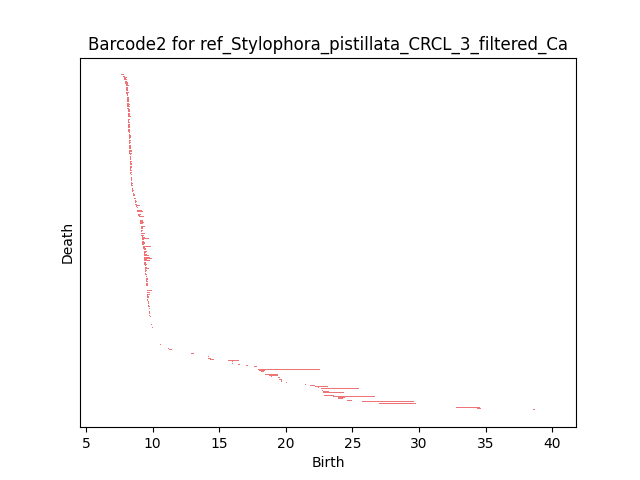 Barcode2 for ref_Stylophora_pistillata_CRCL_3_filtered_Ca
Death
5 10 15 20 25 30 35 40
Birth